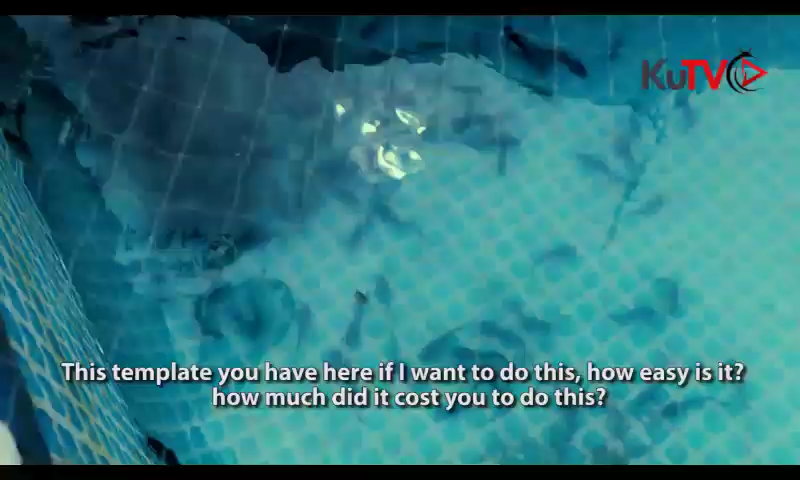 KuTV
This template you have here if I want to do this, how easy is it?
how much did it cost you to do this?